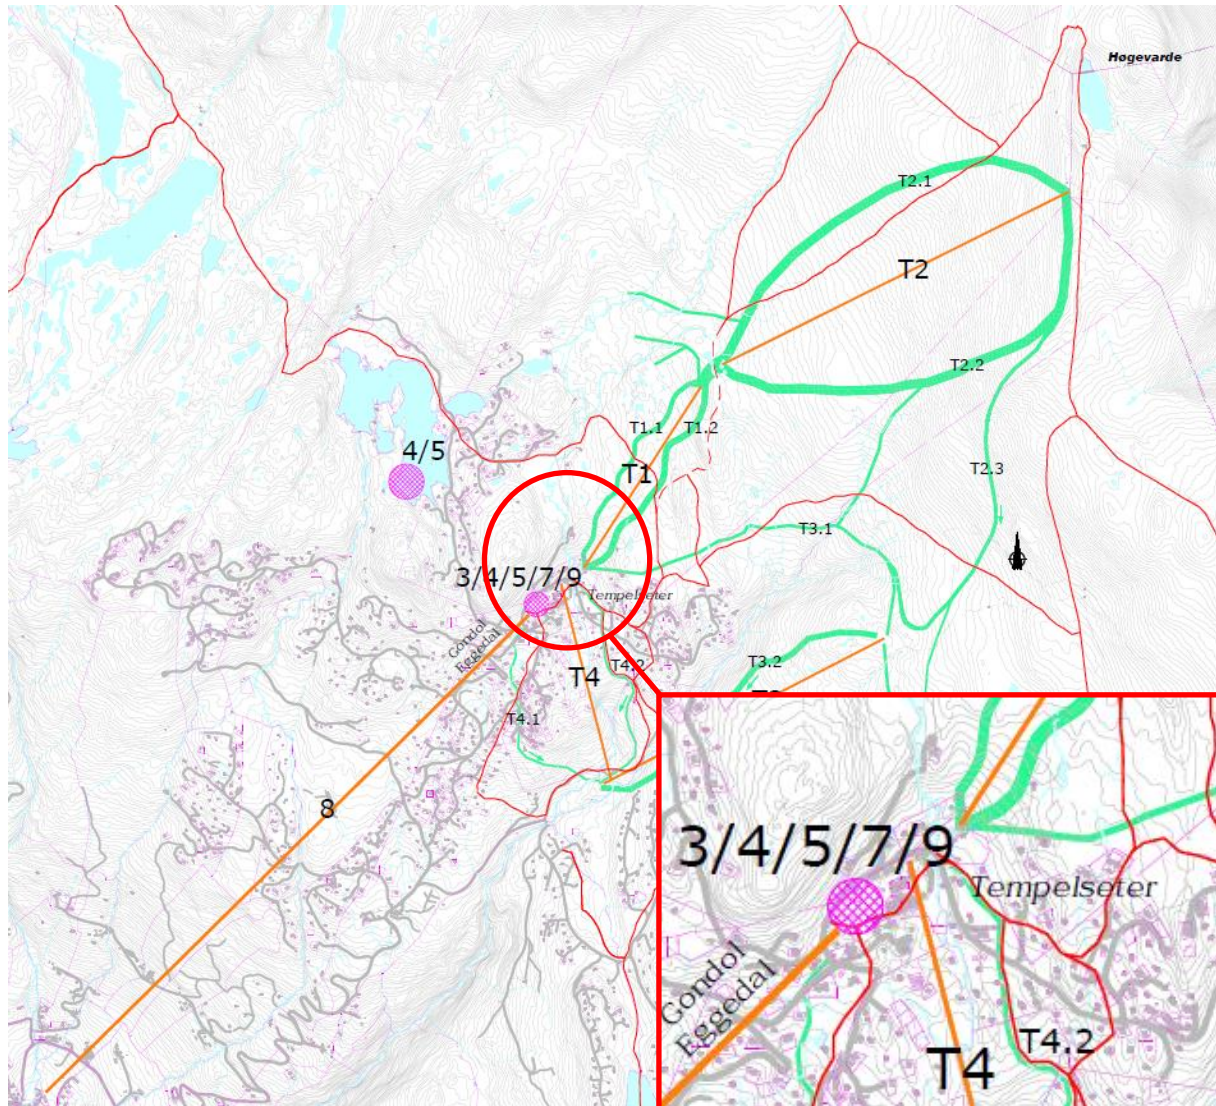 Høgevarde
T2.1
T2
T2.2
T1.1
T1.2
4/5
T1
T2.3
T3.1
3/4/5/7/9
Tempelseter
Gondol
Eggedal
T4.2
T3.2
T4
T4.1
8
3/4/5/7/9
Tempelseter
Gondol
Eggedal
T4.2
T4